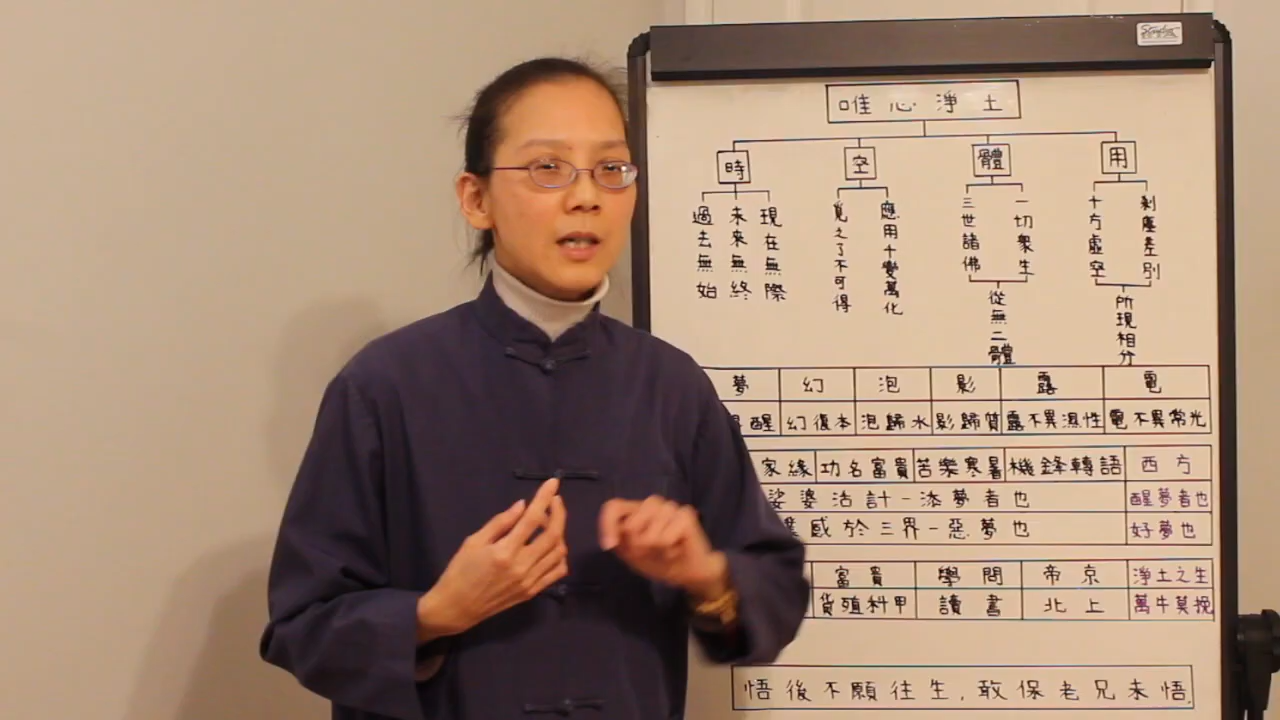 唯心淨土
時 空 體 用
過去無始 未來無終 現在無際 覓之了不可得 應用千變萬化 三世諸佛 一切衆生 十方虛空 剎塵差別
從無二體 所現相分
夢 幻 泡 影 露 電
醒 幻復本 泡歸水 影歸質 露不異濕性 電不異常光
家緣 功名富貴 苦樂寒暑 機鋒轉語 西方
娑婆活計－添夢者也 醒夢者也
業感於三界－惡夢也 好夢也
富貴 學問 帝京 淨土之生
貨殖科甲 讀書 北上 萬牛莫挽
悟後不願往生,敢保老兄未悟